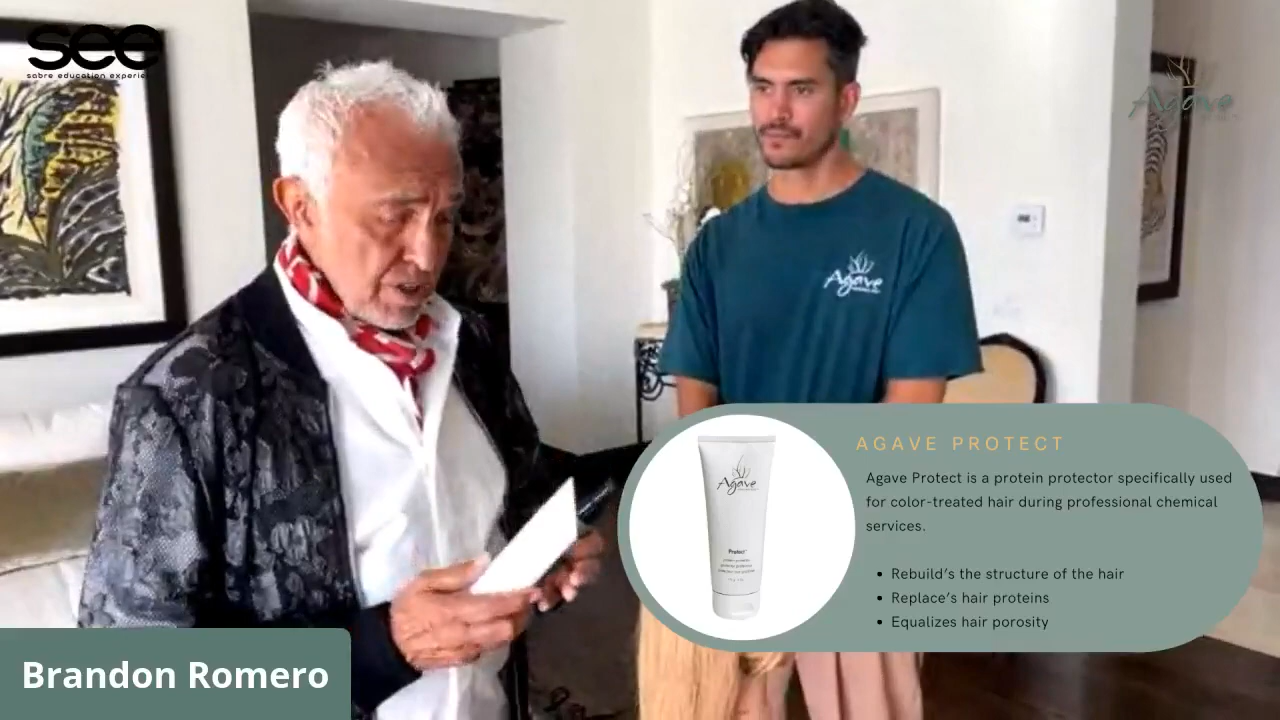 see
sabre education experie
Agave
Agave
AGAVE PROTECT
Agave Protect is a protein protector specifically used
for color-treated hair during professional chemical
services.
• Rebuild's the structure of the hair
• Replace's hair proteins
• Equalizes hair porosity
Agave
Protect
Brandon Romero